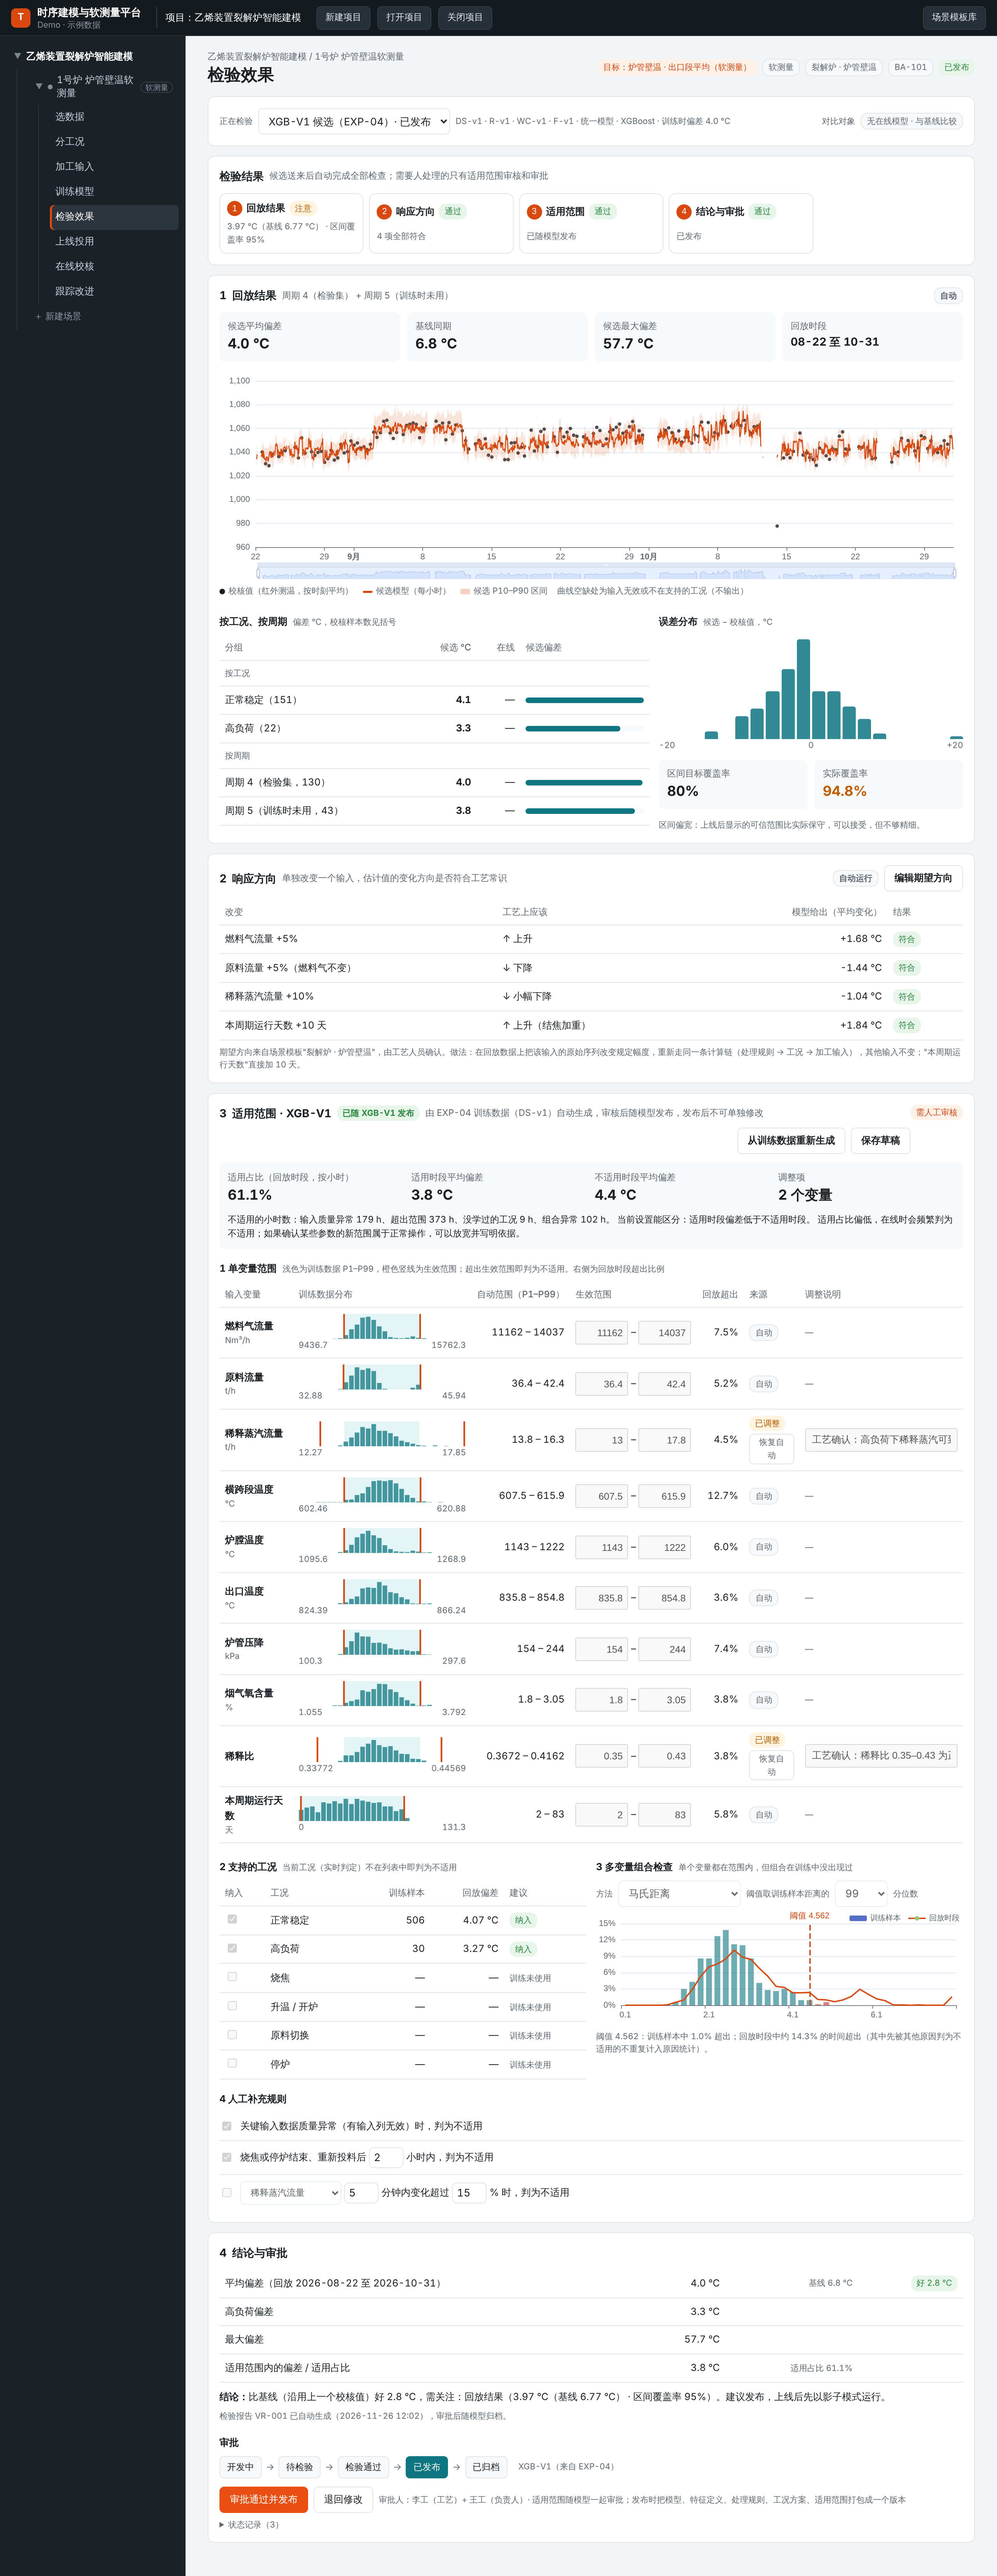 T
时序建模与软测量平台
Demo · 示例数据
项目：乙烯装置裂解炉智能建模
新建项目
打开项目
关闭项目
场景模板库
乙烯装置裂解炉智能建模
1号炉 炉管壁温软测量
软测量
选数据
分工况
加工输入
训练模型
检验效果
上线投用
在线校核
跟踪改进
+ 新建场景
乙烯装置裂解炉智能建模 / 1号炉 炉管壁温软测量
检验效果
目标：炉管壁温 · 出口段平均（软测量）
软测量
裂解炉 · 炉管壁温
BA-101
已发布
正在检验
XGB-V1 候选（EXP-04）· 已发布
DS-v1 · R-v1 · WC-v1 · F-v1 · 统一模型 · XGBoost · 训练时偏差 4.0 °C
对比对象
无在线模型 · 与基线比较
检验结果 候选送来后自动完成全部检查；需要人处理的只有适用范围审核和审批
1 回放结果 注意
3.97 °C（基线 6.77 °C） · 区间覆盖率 95%
2 响应方向 通过
4 项全部符合
3 适用范围 通过
已随模型发布
4 结论与审批 通过
已发布
1 回放结果 周期 4（检验集） + 周期 5（训练时未用）
自动
候选平均偏差
4.0 °C
基线同期
6.8 °C
候选最大偏差
57.7 °C
回放时段
08-22 至 10-31
1,100
1,080
1,060
1,040
1,020
1,000
980
960
22 29 9月 8 15 22 29 10月 8 15 22 29
校核值（红外测温，按时刻平均）
候选模型（每小时）
候选 P10–P90 区间
曲线空缺处为输入无效或不在支持的工况（不输出）
按工况、按周期 偏差 °C，校核样本数见括号
分组 候选 °C 在线 候选偏差
按工况
正常稳定（151） 4.1 —
高负荷（22） 3.3 —
按周期
周期 4（检验集，130） 4.0 —
周期 5（训练时未用，43） 3.8 —
误差分布 候选 − 校核值，°C
-20 0 +20
区间目标覆盖率
80%
实际覆盖率
94.8%
区间偏宽：上线后显示的可信范围比实际保守，可以接受，但不够精细。
2 响应方向 单独改变一个输入，估计值的变化方向是否符合工艺常识
自动运行
编辑期望方向
改变 工艺上应该 模型给出（平均变化） 结果
燃料气流量 +5% ↑ 上升 +1.68 °C 符合
原料流量 +5%（燃料气不变） ↓ 下降 -1.44 °C 符合
稀释蒸汽流量 +10% ↓ 小幅下降 -1.04 °C 符合
本周期运行天数 +10 天 ↑ 上升（结焦加重） +1.84 °C 符合
期望方向来自场景模板"裂解炉 · 炉管壁温"，由工艺人员确认。做法：在回放数据上把该输入的原始序列改变规定幅度，重新走同一条计算链（处理规则 → 工况 → 加工输入），其他输入不变；"本周期运行天数"直接加 10 天。
3 适用范围 · XGB-V1 已随 XGB-V1 发布 由 EXP-04 训练数据（DS-v1）自动生成，审核后随模型发布，发布后不可单独修改
需人工审核
从训练数据重新生成
保存草稿
适用占比（回放时段，按小时）
61.1%
适用时段平均偏差
3.8 °C
不适用时段平均偏差
4.4 °C
调整项
2 个变量
不适用的小时数：输入质量异常 179 h、超出范围 373 h、没学过的工况 9 h、组合异常 102 h。 当前设置能区分：适用时段偏差低于不适用时段。 适用占比偏低，在线时会频繁判为不适用；如果确认某些参数的新范围属于正常操作，可以放宽并写明依据。
1 单变量范围 浅色为训练数据 P1–P99，橙色竖线为生效范围；超出生效范围即判为不适用。右侧为回放时段超出比例
输入变量 训练数据分布 自动范围（P1–P99） 生效范围 回放超出 来源 调整说明
燃料气流量 Nm³/h 9436.7 15762.3 11162 – 14037 11162 – 14037 7.5% 自动 —
原料流量 t/h 32.88 45.94 36.4 – 42.4 36.4 – 42.4 5.2% 自动 —
稀释蒸汽流量 t/h 12.27 17.85 13.8 – 16.3 13 – 17.8 4.5% 已调整 恢复自动 工艺确认：高负荷下稀释蒸汽可
横跨段温度 °C 602.46 620.88 607.5 – 615.9 607.5 – 615.9 12.7% 自动 —
炉膛温度 °C 1095.6 1268.9 1143 – 1222 1143 – 1222 6.0% 自动 —
出口温度 °C 824.39 866.24 835.8 – 854.8 835.8 – 854.8 3.6% 自动 —
炉管压降 kPa 100.3 297.6 154 – 244 154 – 244 7.4% 自动 —
烟气氧含量 % 1.055 3.792 1.8 – 3.05 1.8 – 3.05 3.8% 自动 —
稀释比 0.33772 0.44569 0.3672 – 0.4162 0.35 – 0.43 3.8% 已调整 恢复自动 工艺确认：稀释比 0.35–0.43 为
本周期运行天数 天 0 131.3 2 – 83 2 – 83 5.8% 自动 —
2 支持的工况 当前工况（实时判定）不在列表中即判为不适用
纳入 工况 训练样本 回放偏差 建议
正常稳定 506 4.07 °C 纳入
高负荷 30 3.27 °C 纳入
烧焦 — — 训练未使用
升温 / 开炉 — — 训练未使用
原料切换 — — 训练未使用
停炉 — — 训练未使用
3 多变量组合检查 单个变量都在范围内，但组合在训练中没出现过
方法 马氏距离 阈值取训练样本距离的 99 分位数
阈值 4.562
训练样本
回放时段
15%
12%
9%
6%
3%
0%
0.1 2.1 4.1 6.1
阈值 4.562：训练样本中 1.0% 超出；回放时段中约 14.3% 的时间超出（其中先被其他原因判为不适用的不重复计入原因统计）。
4 人工补充规则
关键输入数据质量异常（有输入列无效）时，判为不适用
烧焦或停炉结束、重新投料后 2 小时内，判为不适用
稀释蒸汽流量 5 分钟内变化超过 15 % 时，判为不适用
4 结论与审批
平均偏差（回放 2026-08-22 至 2026-10-31） 4.0 °C 基线 6.8 °C 好 2.8 °C
高负荷偏差 3.3 °C
最大偏差 57.7 °C
适用范围内的偏差 / 适用占比 3.8 °C 适用占比 61.1%
结论：比基线（沿用上一个校核值）好 2.8 °C，需关注：回放结果（3.97 °C（基线 6.77 °C） · 区间覆盖率 95%）。建议发布，上线后先以影子模式运行。
检验报告 VR-001 已自动生成（2026-11-26 12:02），审批后随模型归档。
审批
开发中 → 待检验 → 检验通过 → 已发布 → 已归档 XGB-V1（来自 EXP-04）
审批通过并发布
退回修改
审批人：李工（工艺）+ 王工（负责人）· 适用范围随模型一起审批；发布时把模型、特征定义、处理规则、工况方案、适用范围打包成一个版本
状态记录（3）